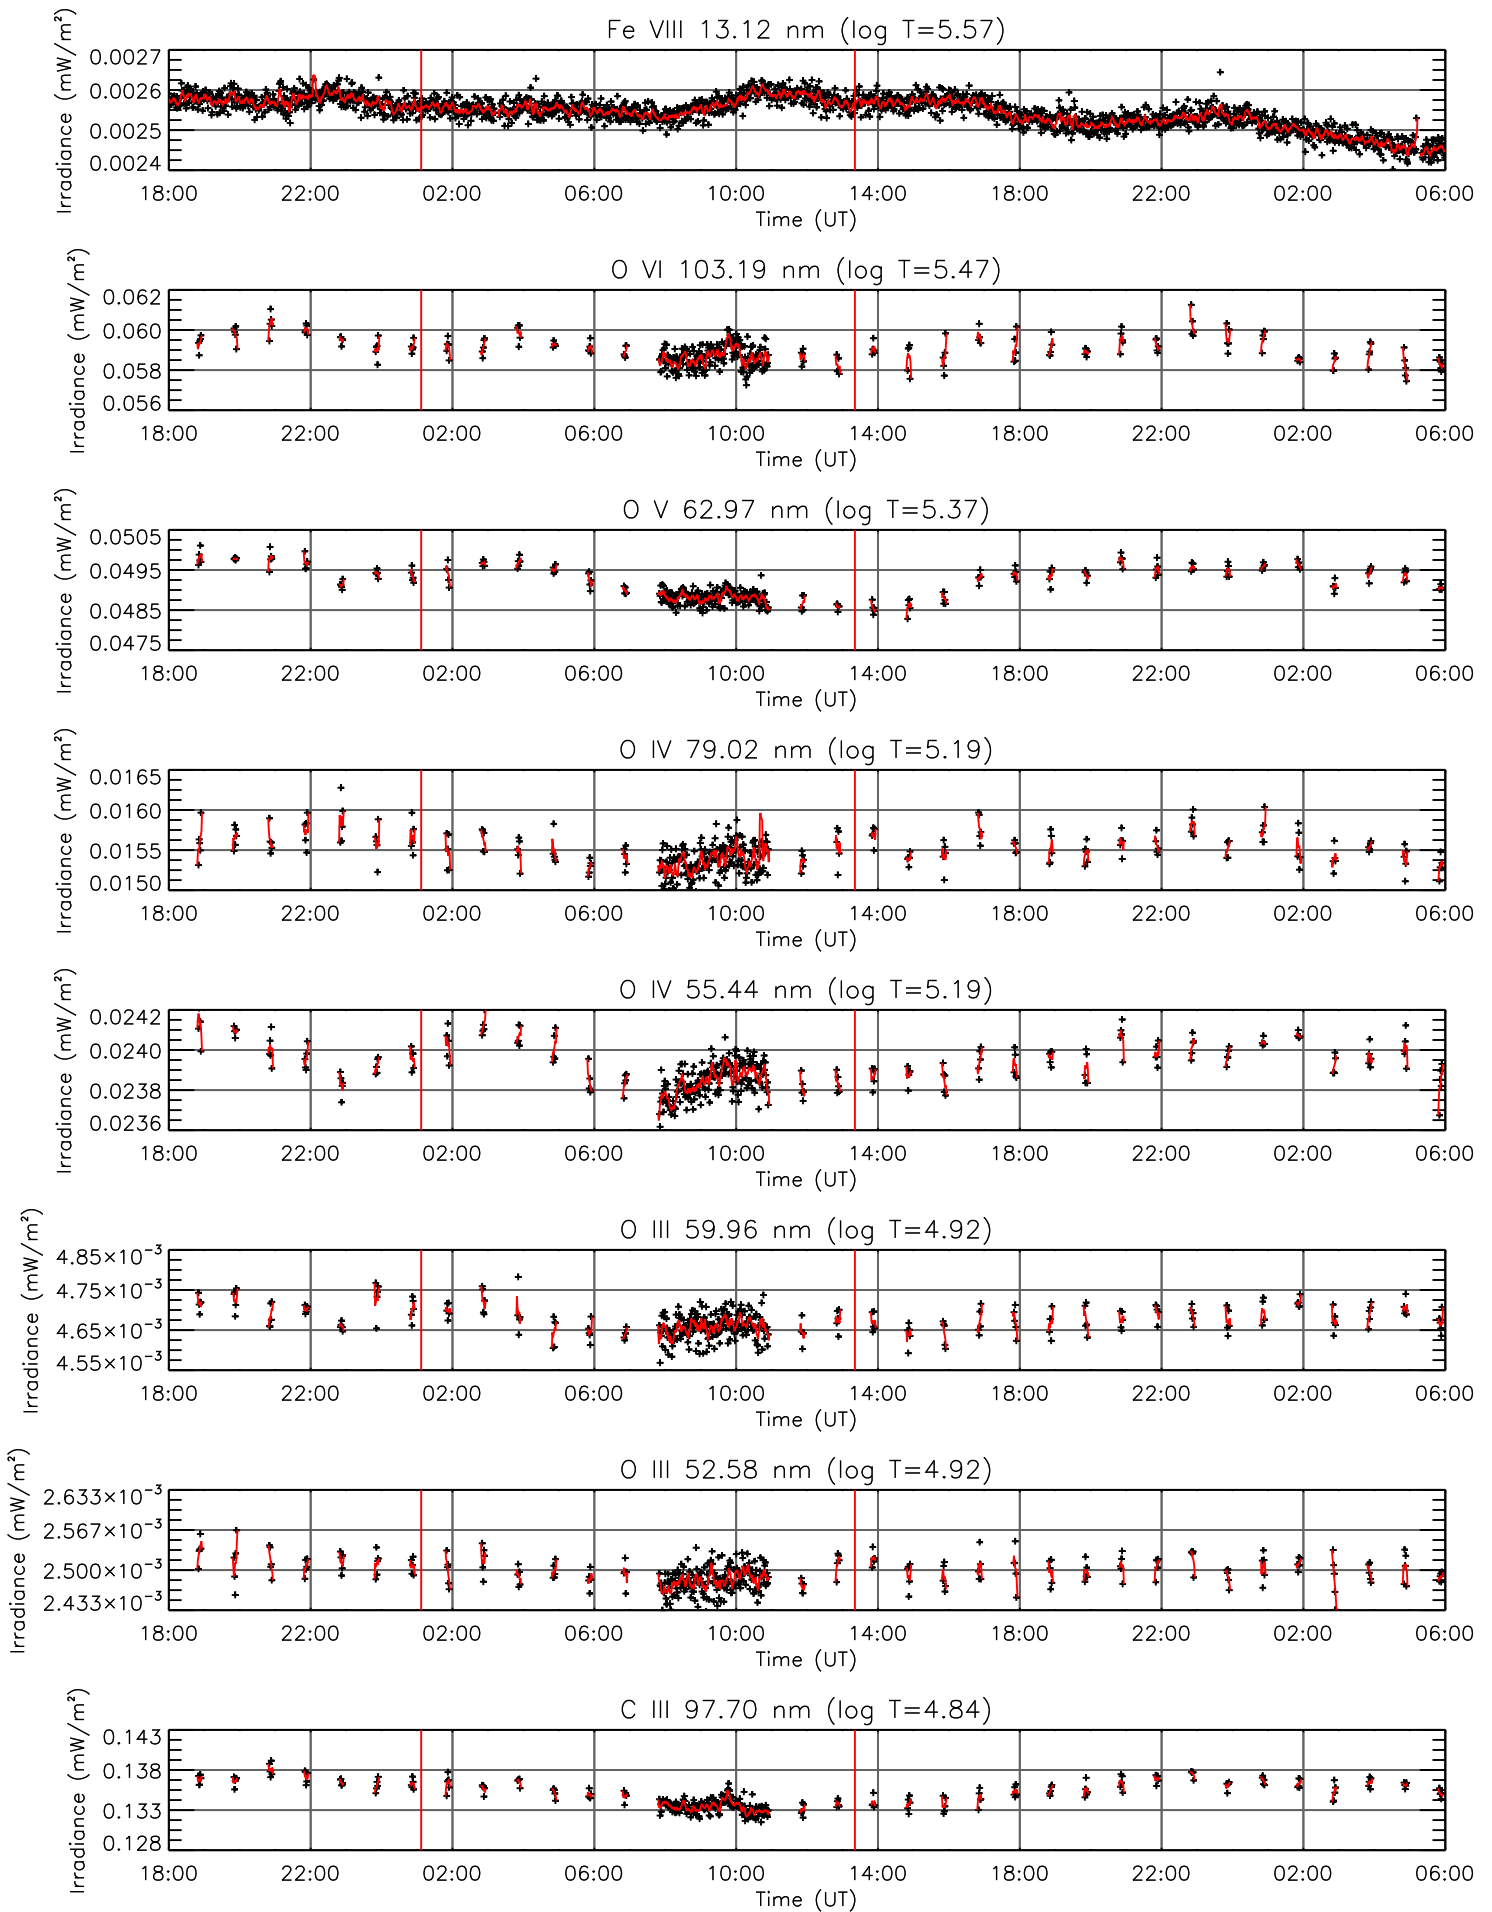 Fe VIII 13.12 nm (log T=5.57)
Irradiance (mW/m²)
0.0027
0.0026
0.0025
0.0024
18:00 22:00 02:00 06:00 10:00 14:00 18:00 22:00 02:00 06:00
Time (UT)
O VI 103.19 nm (log T=5.47)
Irradiance (mW/m²)
0.062
0.060
0.058
0.056
18:00 22:00 02:00 06:00 10:00 14:00 18:00 22:00 02:00 06:00
Time (UT)
O V 62.97 nm (log T=5.37)
Irradiance (mW/m²)
0.0505
0.0495
0.0485
0.0475
18:00 22:00 02:00 06:00 10:00 14:00 18:00 22:00 02:00 06:00
Time (UT)
O IV 79.02 nm (log T=5.19)
Irradiance (mW/m²)
0.0165
0.0160
0.0155
0.0150
18:00 22:00 02:00 06:00 10:00 14:00 18:00 22:00 02:00 06:00
Time (UT)
O IV 55.44 nm (log T=5.19)
Irradiance (mW/m²)
0.0242
0.0240
0.0238
0.0236
18:00 22:00 02:00 06:00 10:00 14:00 18:00 22:00 02:00 06:00
Time (UT)
O III 59.96 nm (log T=4.92)
Irradiance (mW/m²)
4.85×10⁻³
4.75×10⁻³
4.65×10⁻³
4.55×10⁻³
18:00 22:00 02:00 06:00 10:00 14:00 18:00 22:00 02:00 06:00
Time (UT)
O III 52.58 nm (log T=4.92)
Irradiance (mW/m²)
2.633×10⁻³
2.567×10⁻³
2.500×10⁻³
2.433×10⁻³
18:00 22:00 02:00 06:00 10:00 14:00 18:00 22:00 02:00 06:00
Time (UT)
C III 97.70 nm (log T=4.84)
Irradiance (mW/m²)
0.143
0.138
0.133
0.128
18:00 22:00 02:00 06:00 10:00 14:00 18:00 22:00 02:00 06:00
Time (UT)